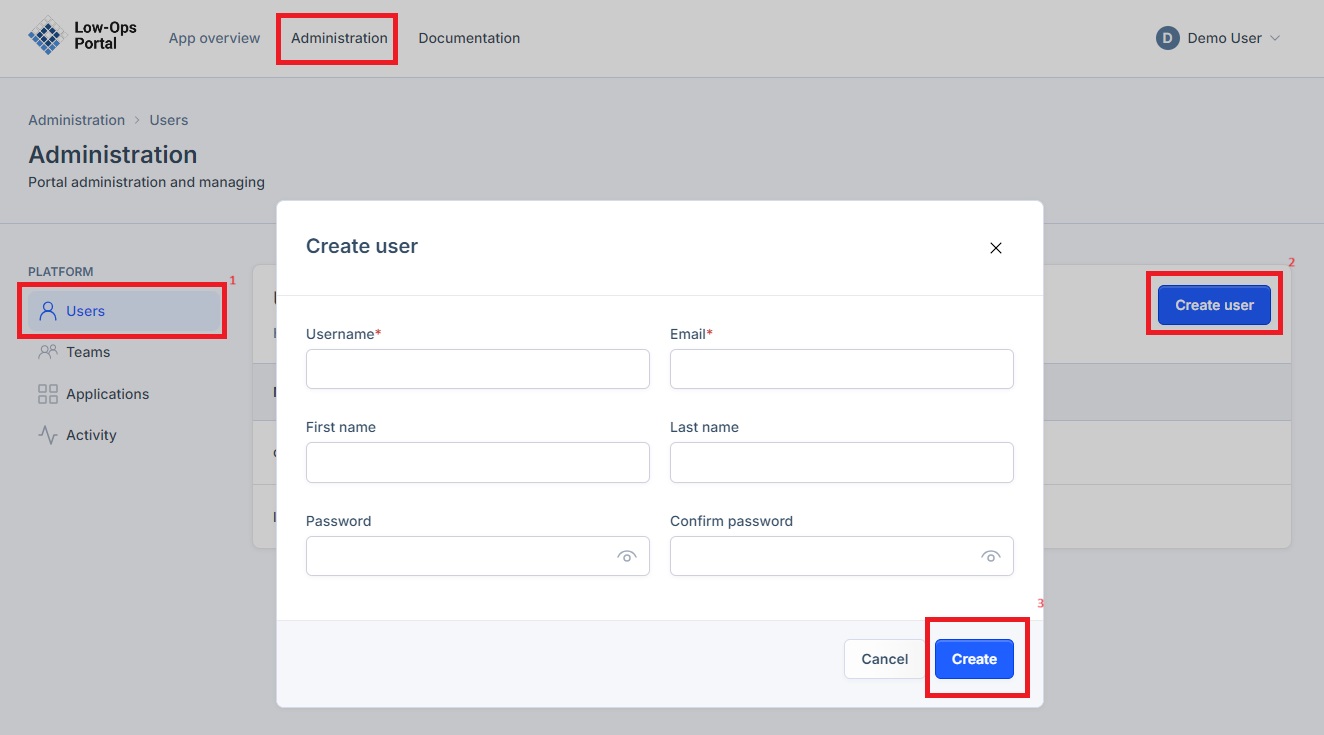 Low-Ops
Portal
App overview
Administration
Documentation
D
Demo User
Administration > Users
Administration
Portal administration and managing
PLATFORM
1
Users
Teams
Applications
Activity
2
Create user
Create user
Username*
Email*
First name
Last name
Password
Confirm password
3
Cancel
Create